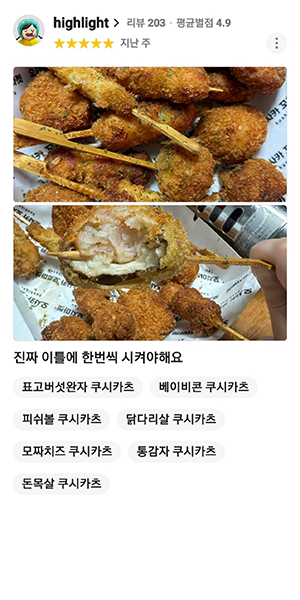 highlight > 리뷰 203 · 평균별점 4.9
★★★★★ 지난 주
진짜 이틀에 한번씩 시켜야해요
표고버섯완자 쿠시카츠 베이비콘 쿠시카츠
피쉬볼 쿠시카츠 닭다리살 쿠시카츠
모짜치즈 쿠시카츠 통감자 쿠시카츠
돈목살 쿠시카츠